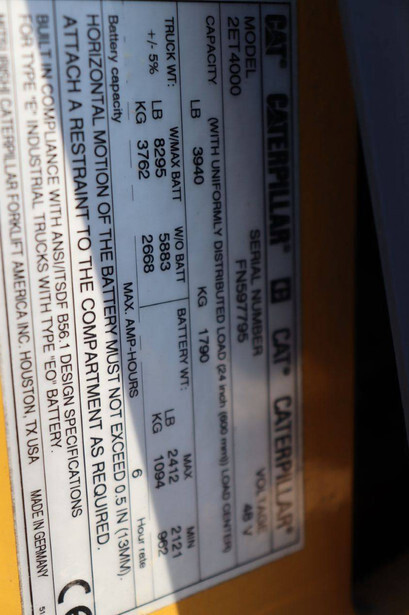 CAT CATERPILLAR CAT CATERPILLAR
MODEL SERIAL NUMBER VOLTAGE
2ET4000 FN597795 48 V
(WITH UNIFORMLY DISTRIBUTED LOAD (24 inch (600 mm)) LOAD CENTER)
CAPACITY LB 3940 KG 1790
W/MAX BATT W/O BATT BATTERY WT: MAX MIN
TRUCK WT: LB 8295 5883 LB 2412 2121
+/- 5% KG 3762 2668 KG 1094 962
Battery capacity MAX. AMP-HOURS 6 Hour rate
HORIZONTAL MOTION OF THE BATTERY MUST NOT EXCEED 0.5 IN (13MM).
ATTACH A RESTRAINT TO THE COMPARTMENT AS REQUIRED.
BUILT IN COMPLIANCE WITH ANSI/ITSDF B56.1, DESIGN SPECIFICATIONS
FOR TYPE "E" INDUSTRIAL TRUCKS WITH TYPE "EO" BATTERY.
MITSUBISHI CATERPILLAR FORKLIFT AMERICA INC. HOUSTON, TX USA MADE IN GERMANY
CE